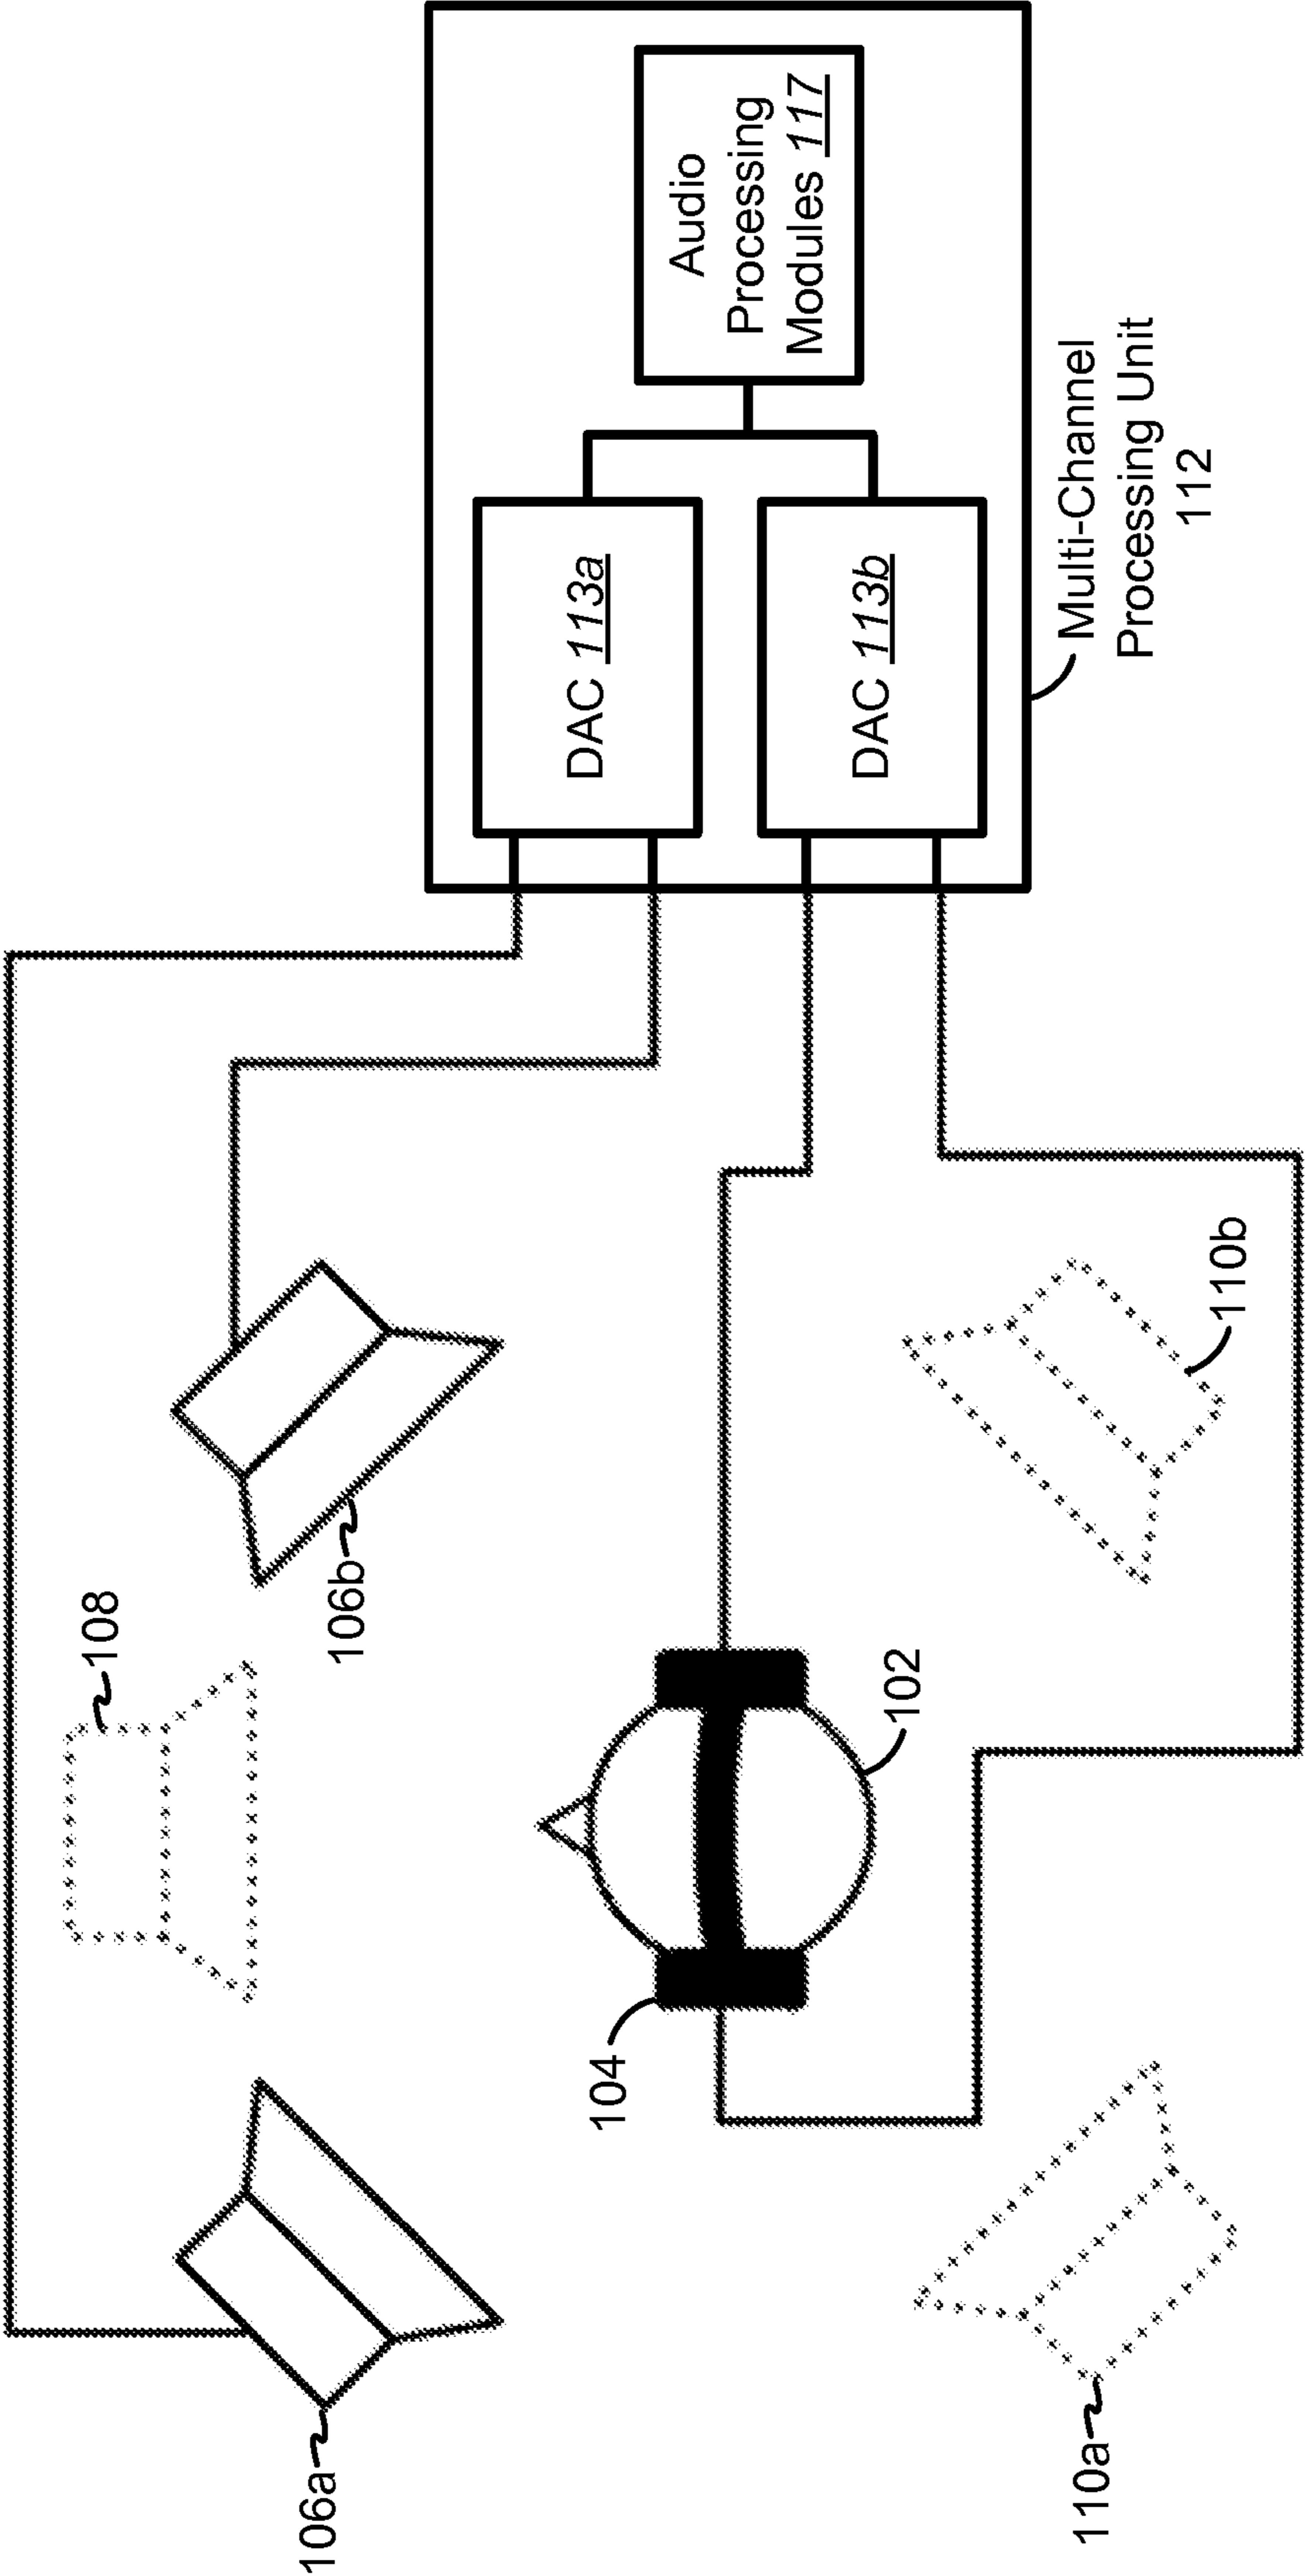 106a
106b
108
104
102
110a
110b
DAC 113a
DAC 113b
Audio
Processing
Modules 117
Multi-Channel
Processing Unit
112